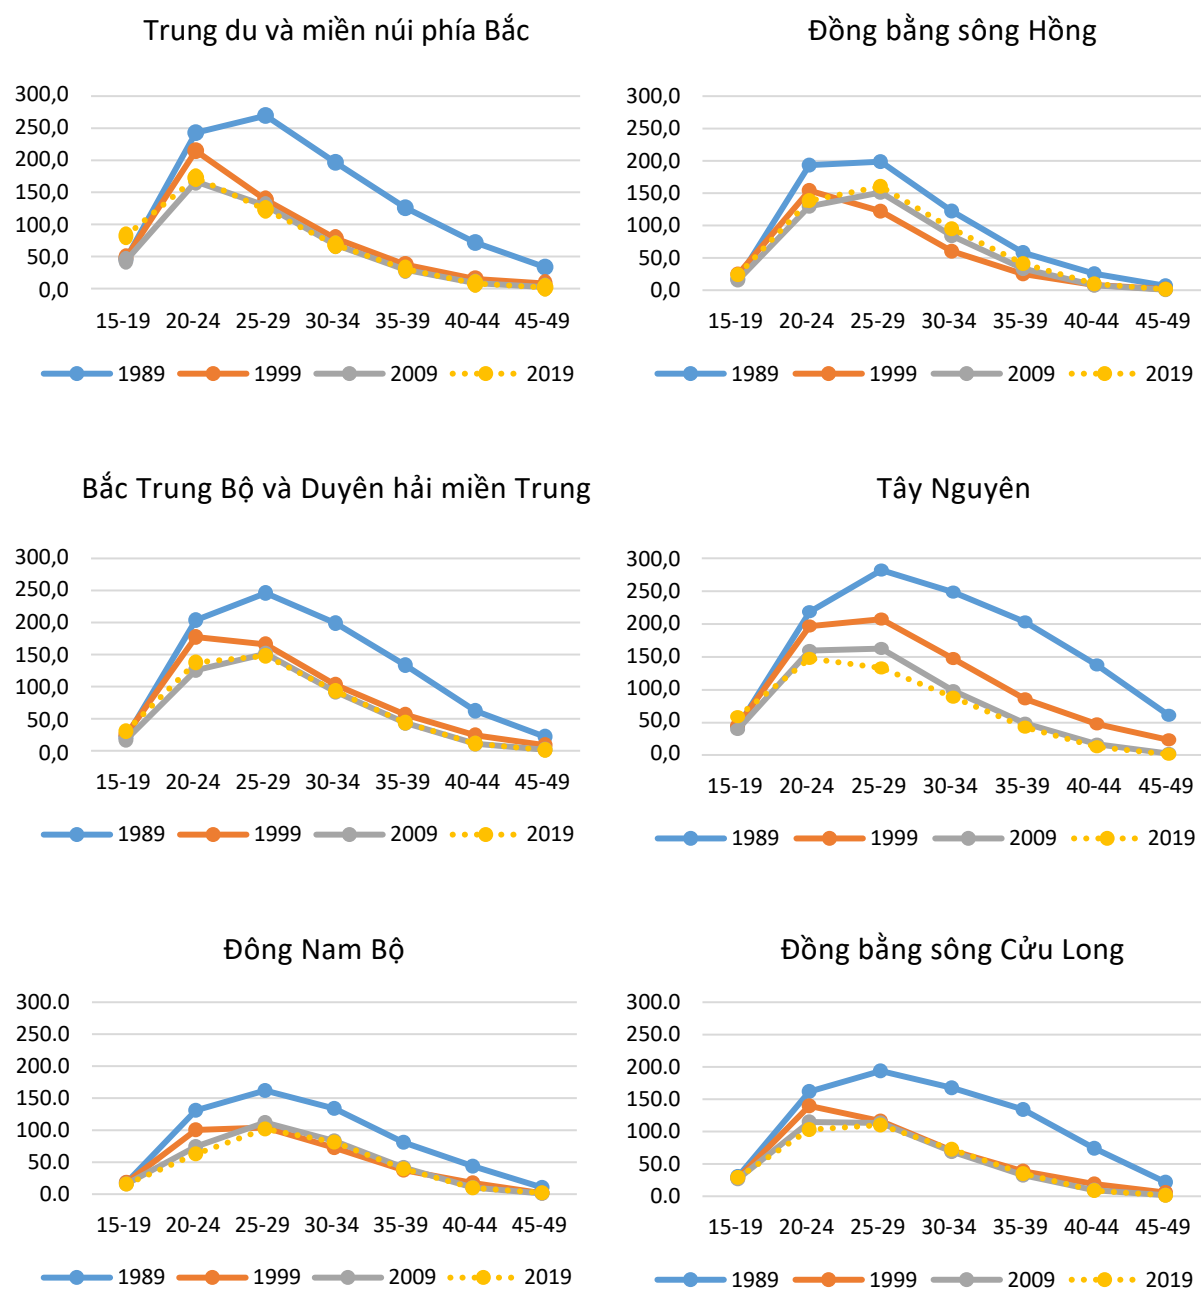 Trung du và miền núi phía Bắc
300,0
250,0
200,0
150,0
100,0
50,0
0,0
15-19 20-24 25-29 30-34 35-39 40-44 45-49
1989 1999 2009 2019
Đồng bằng sông Hồng
300,0
250,0
200,0
150,0
100,0
50,0
0,0
15-19 20-24 25-29 30-34 35-39 40-44 45-49
1989 1999 2009 2019
Bắc Trung Bộ và Duyên hải miền Trung
300,0
250,0
200,0
150,0
100,0
50,0
0,0
15-19 20-24 25-29 30-34 35-39 40-44 45-49
1989 1999 2009 2019
Tây Nguyên
300,0
250,0
200,0
150,0
100,0
50,0
0,0
15-19 20-24 25-29 30-34 35-39 40-44 45-49
1989 1999 2009 2019
Đông Nam Bộ
300.0
250.0
200.0
150.0
100.0
50.0
0.0
15-19 20-24 25-29 30-34 35-39 40-44 45-49
1989 1999 2009 2019
Đồng bằng sông Cửu Long
300.0
250.0
200.0
150.0
100.0
50.0
0.0
15-19 20-24 25-29 30-34 35-39 40-44 45-49
1989 1999 2009 2019